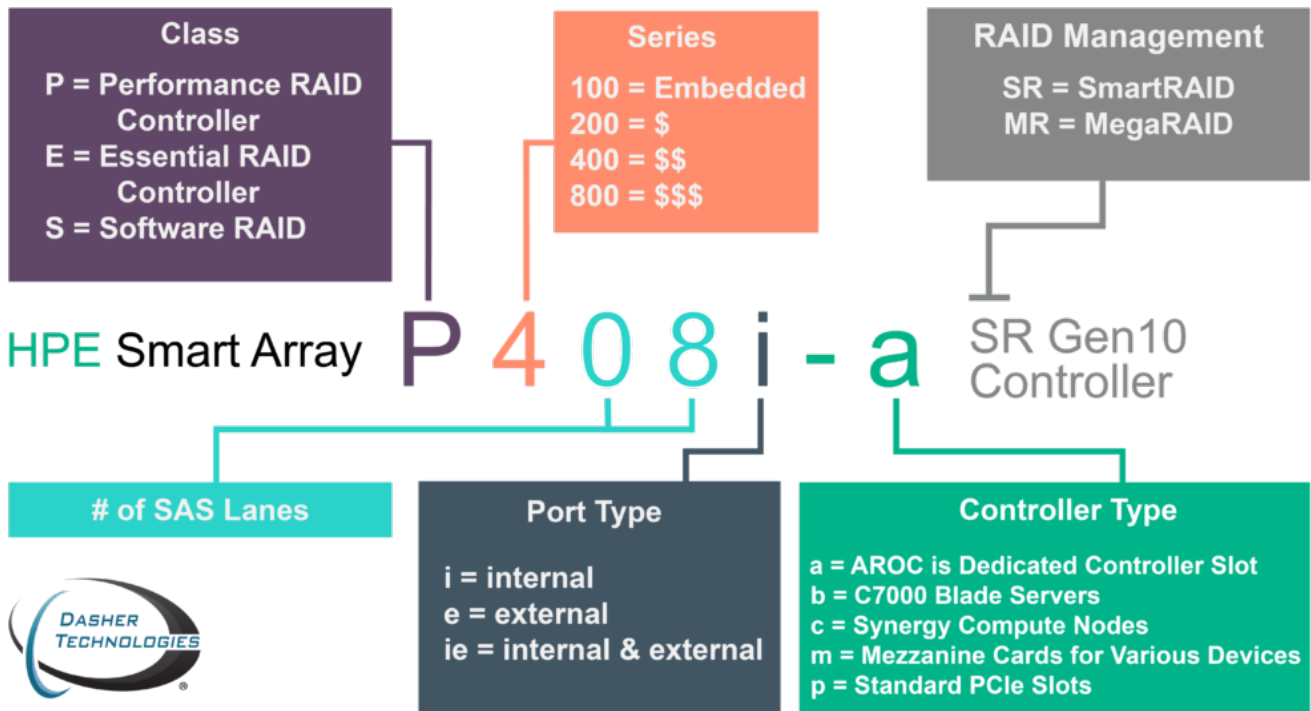 Class
P = Performance RAID
Controller
E = Essential RAID
Controller
S = Software RAID
Series
100 = Embedded
200 = $
400 = $$
800 = $$$
RAID Management
SR = SmartRAID
MR = MegaRAID
HPE Smart Array P408i-a SR Gen10
Controller
# of SAS Lanes
Port Type
i = internal
e = external
ie = internal & external
Controller Type
a = AROC is Dedicated Controller Slot
b = C7000 Blade Servers
c = Synergy Compute Nodes
m = Mezzanine Cards for Various Devices
p = Standard PCIe Slots
DASHER
TECHNOLOGIES
®